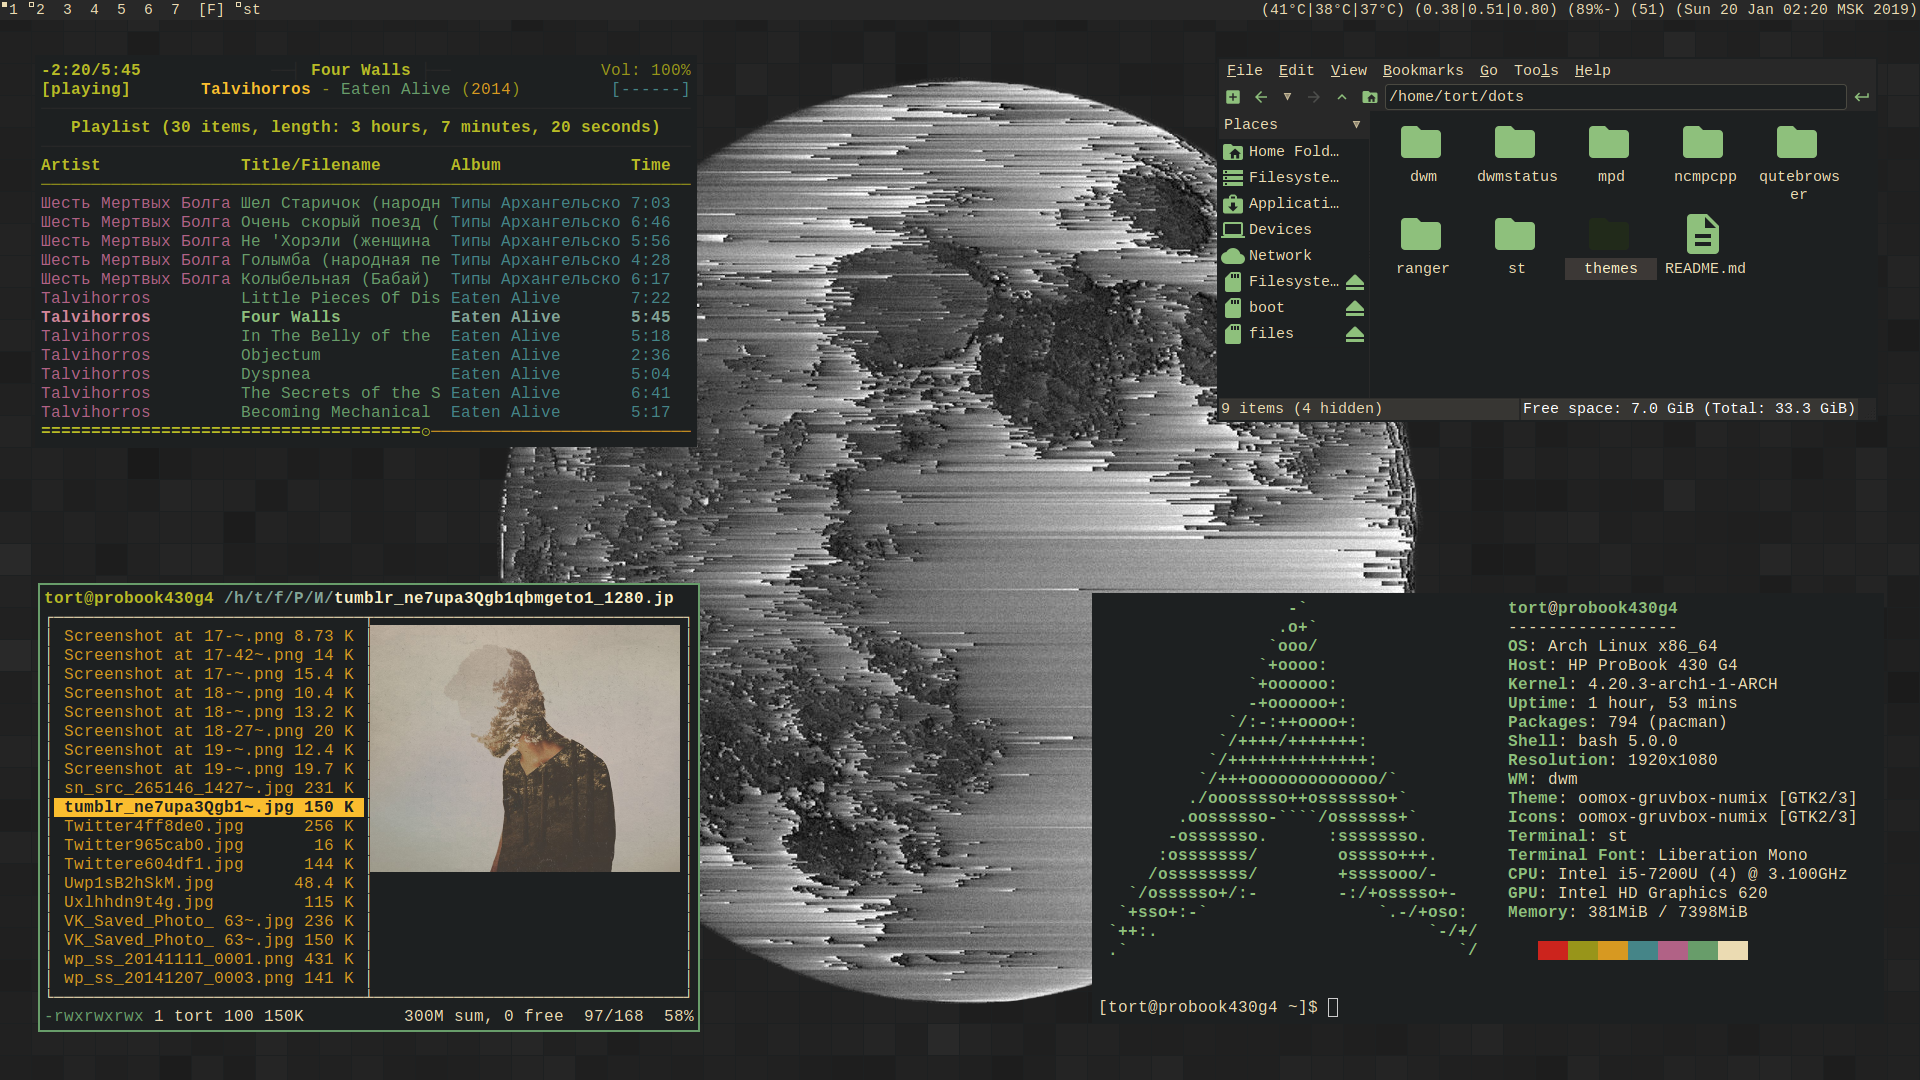 1 2 3 4 5 6 7 [F] st
(41°C|38°C|37°C) (0.38|0.51|0.80) (89%-) (51) (Sun 20 Jan 02:20 MSK 2019)
-2:20/5:45 Four Walls Vol: 100%
[playing] Talvihorros - Eaten Alive (2014) [------]
Playlist (30 items, length: 3 hours, 7 minutes, 20 seconds)
Artist Title/Filename Album Time
Шесть Мертвых Болга Шел Старичок (народн Типы Архангельско 7:03
Шесть Мертвых Болга Очень скорый поезд ( Типы Архангельско 6:46
Шесть Мертвых Болга Не 'Хорэли (женщина Типы Архангельско 5:56
Шесть Мертвых Болга Голымба (народная пе Типы Архангельско 4:28
Шесть Мертвых Болга Колыбельная (Бабай) Типы Архангельско 6:17
Talvihorros Little Pieces Of Dis Eaten Alive 7:22
Talvihorros Four Walls Eaten Alive 5:45
Talvihorros In The Belly of the Eaten Alive 5:18
Talvihorros Objectum Eaten Alive 2:36
Talvihorros Dyspnea Eaten Alive 5:04
Talvihorros The Secrets of the S Eaten Alive 6:41
Talvihorros Becoming Mechanical Eaten Alive 5:17
File Edit View Bookmarks Go Tools Help
/home/tort/dots
Places
Home Fold…
Filesyste…
Applicati…
Devices
Network
Filesyste…
boot
files
dwm dwmstatus mpd ncmpcpp qutebrows
er
ranger st themes README.md
9 items (4 hidden) Free space: 7.0 GiB (Total: 33.3 GiB)
tort@probook430g4 /h/t/f/P/И/tumblr_ne7upa3Qgb1qbmgeto1_1280.jp
Screenshot at 17-~.png 8.73 K
Screenshot at 17-42~.png 14 K
Screenshot at 17-~.png 15.4 K
Screenshot at 18-~.png 10.4 K
Screenshot at 18-~.png 13.2 K
Screenshot at 18-27~.png 20 K
Screenshot at 19-~.png 12.4 K
Screenshot at 19-~.png 19.7 K
sn_src_265146_1427~.jpg 231 K
tumblr_ne7upa3Qgb1~.jpg 150 K
Twitter4ff8de0.jpg 256 K
Twitter965cab0.jpg 16 K
Twittere604df1.jpg 144 K
Uwp1sB2hSkM.jpg 48.4 K
Uxlhhdn9t4g.jpg 115 K
VK_Saved_Photo_ 63~.jpg 236 K
VK_Saved_Photo_ 63~.jpg 150 K
wp_ss_20141111_0001.png 431 K
wp_ss_20141207_0003.png 141 K
-rwxrwxrwx 1 tort 100 150K 300M sum, 0 free 97/168 58%
tort@probook430g4
-----------------
OS: Arch Linux x86_64
Host: HP ProBook 430 G4
Kernel: 4.20.3-arch1-1-ARCH
Uptime: 1 hour, 53 mins
Packages: 794 (pacman)
Shell: bash 5.0.0
Resolution: 1920x1080
WM: dwm
Theme: oomox-gruvbox-numix [GTK2/3]
Icons: oomox-gruvbox-numix [GTK2/3]
Terminal: st
Terminal Font: Liberation Mono
CPU: Intel i5-7200U (4) @ 3.100GHz
GPU: Intel HD Graphics 620
Memory: 381MiB / 7398MiB
[tort@probook430g4 ~]$